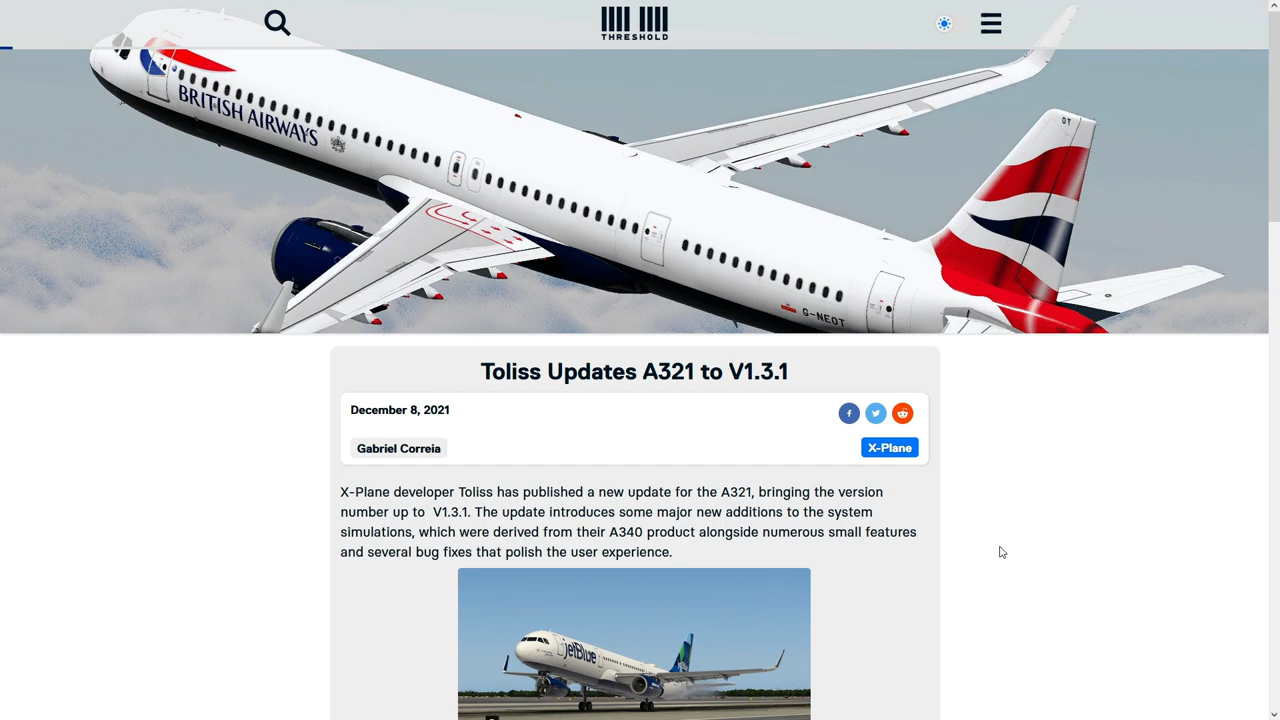 THRESHOLD
BRITISH AIRWAYS
OT
G-NEOT
Toliss Updates A321 to V1.3.1
December 8, 2021
Gabriel Correia
X-Plane
X-Plane developer Toliss has published a new update for the A321, bringing the version
number up to  V1.3.1. The update introduces some major new additions to the system
simulations, which were derived from their A340 product alongside numerous small features
and several bug fixes that polish the user experience.
jetBlue
jetBlue